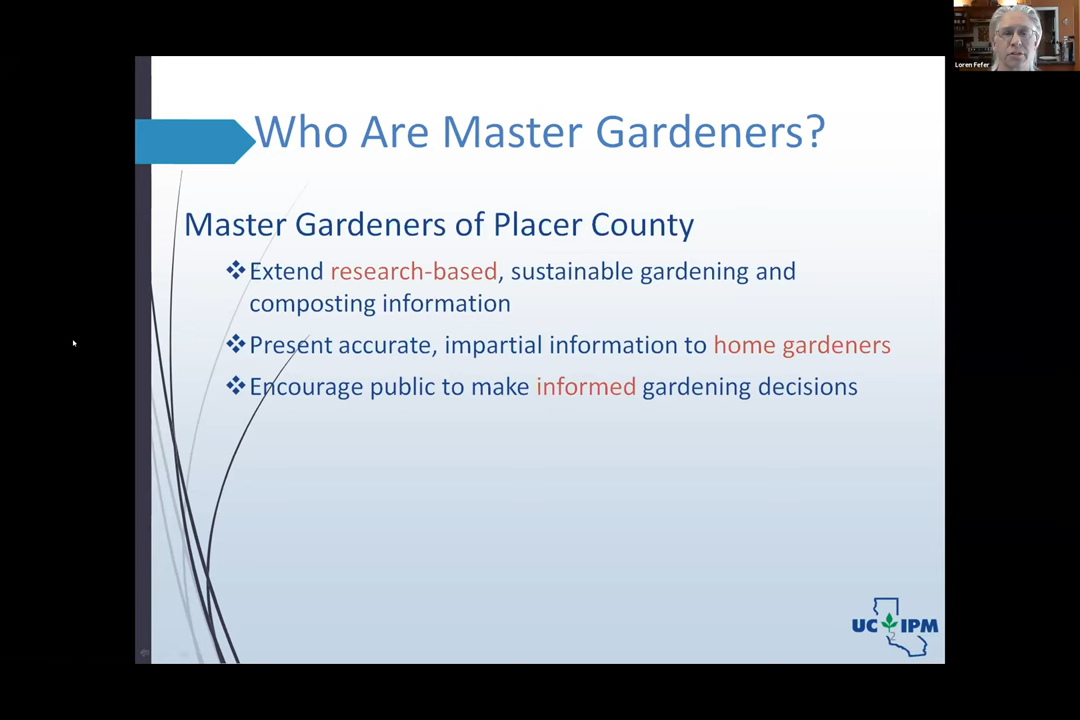 Loren Fefer
Who Are Master Gardeners?
Master Gardeners of Placer County
❖Extend research-based, sustainable gardening and
composting information
❖Present accurate, impartial information to home gardeners
❖Encourage public to make informed gardening decisions
UC IPM
2